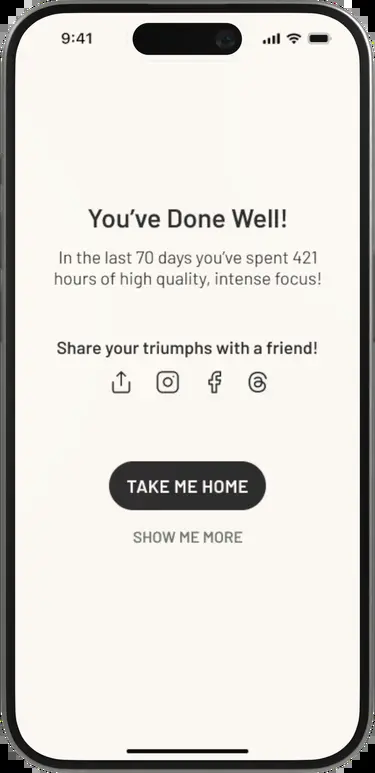 9:41
You’ve Done Well!
In the last 70 days you’ve spent 421
hours of high quality, intense focus!
Share your triumphs with a friend!
TAKE ME HOME
SHOW ME MORE